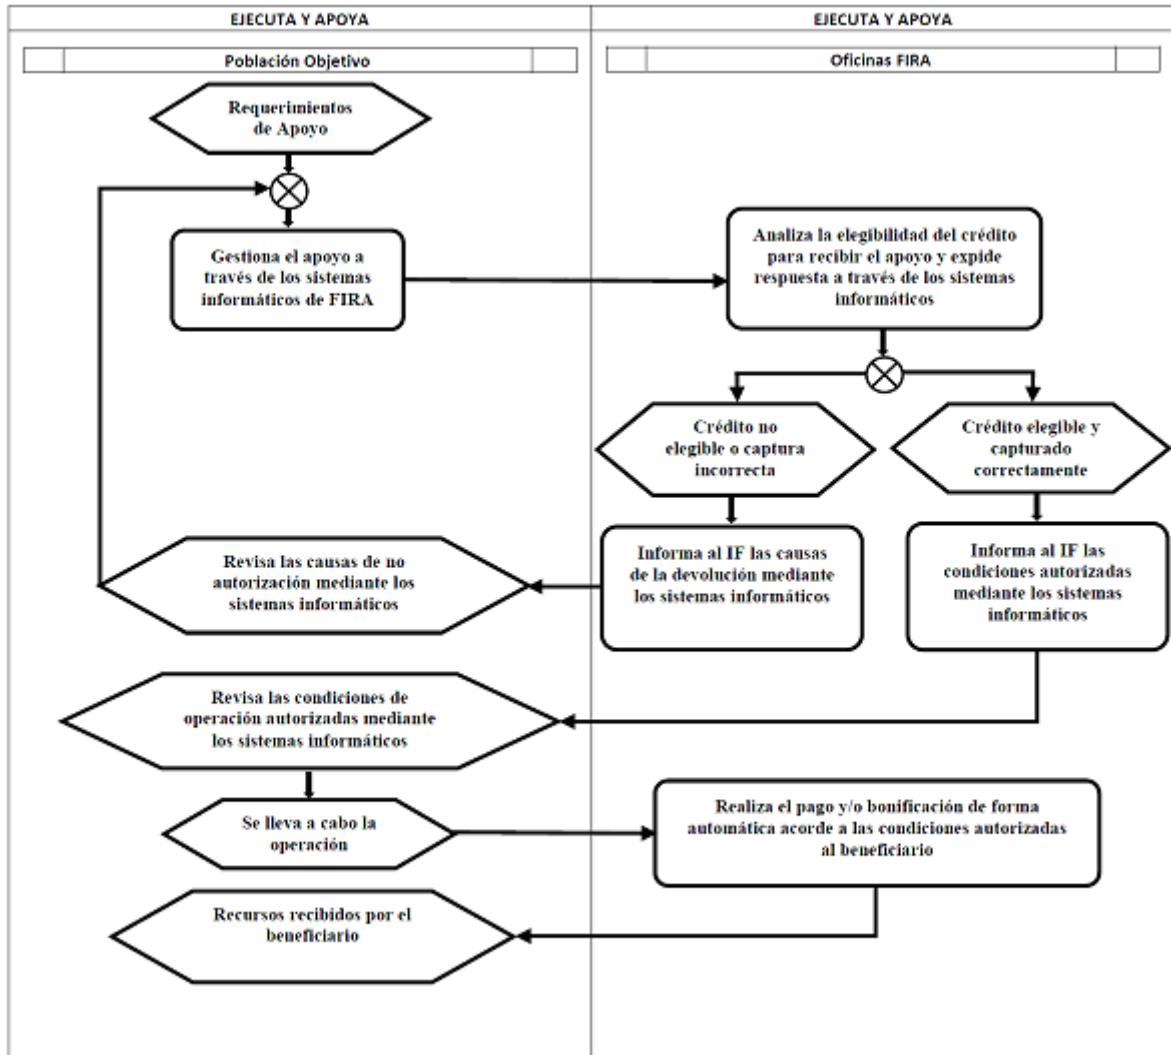 EJECUTA Y APOYA
EJECUTA Y APOYA
Población Objetivo
Oficinas FIRA
Requerimientos
de Apoyo
Gestiona el apoyo a
través de los sistemas
informáticos de FIRA
Analiza la elegibilidad del crédito
para recibir el apoyo y expide
respuesta a través de los sistemas
informáticos
Crédito no
elegible o captura
incorrecta
Crédito elegible y
capturado
correctamente
Informa al IF las causas
de la devolución mediante
los sistemas informáticos
Informa al IF las
condiciones autorizadas
mediante los sistemas
informáticos
Revisa las causas de no
autorización mediante los
sistemas informáticos
Revisa las condiciones de
operación autorizadas mediante
los sistemas informáticos
Se lleva a cabo la
operación
Realiza el pago y/o bonificación de forma
automática acorde a las condiciones autorizadas
al beneficiario
Recursos recibidos por el
beneficiario